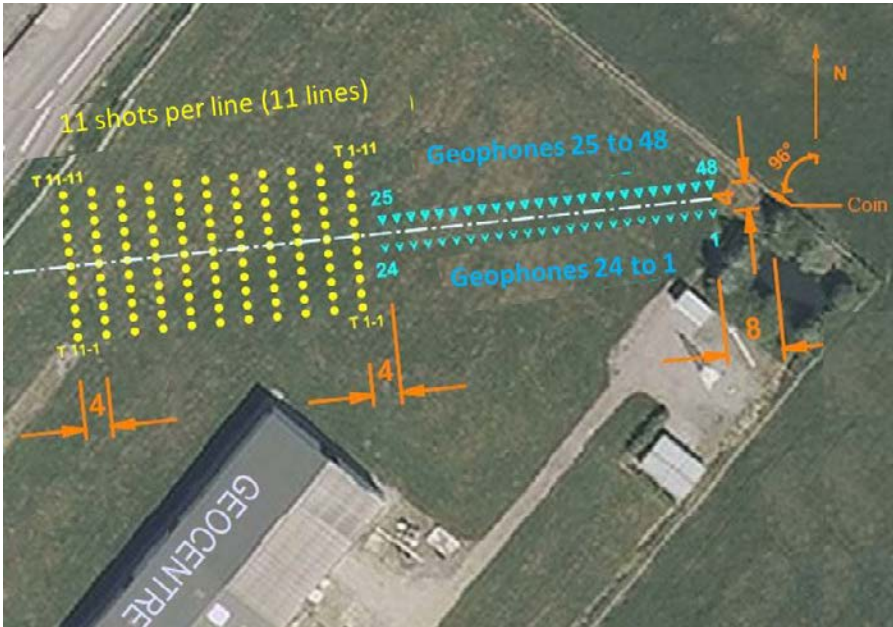 11 shots per line (11 lines)
N
T 11-11
T 1-11
Geophones 25 to 48
96°
25
48
4
Coin
24
1
Geophones 24 to 1
T 11-1
T 1-1
8
4
4
GEOCENTRE